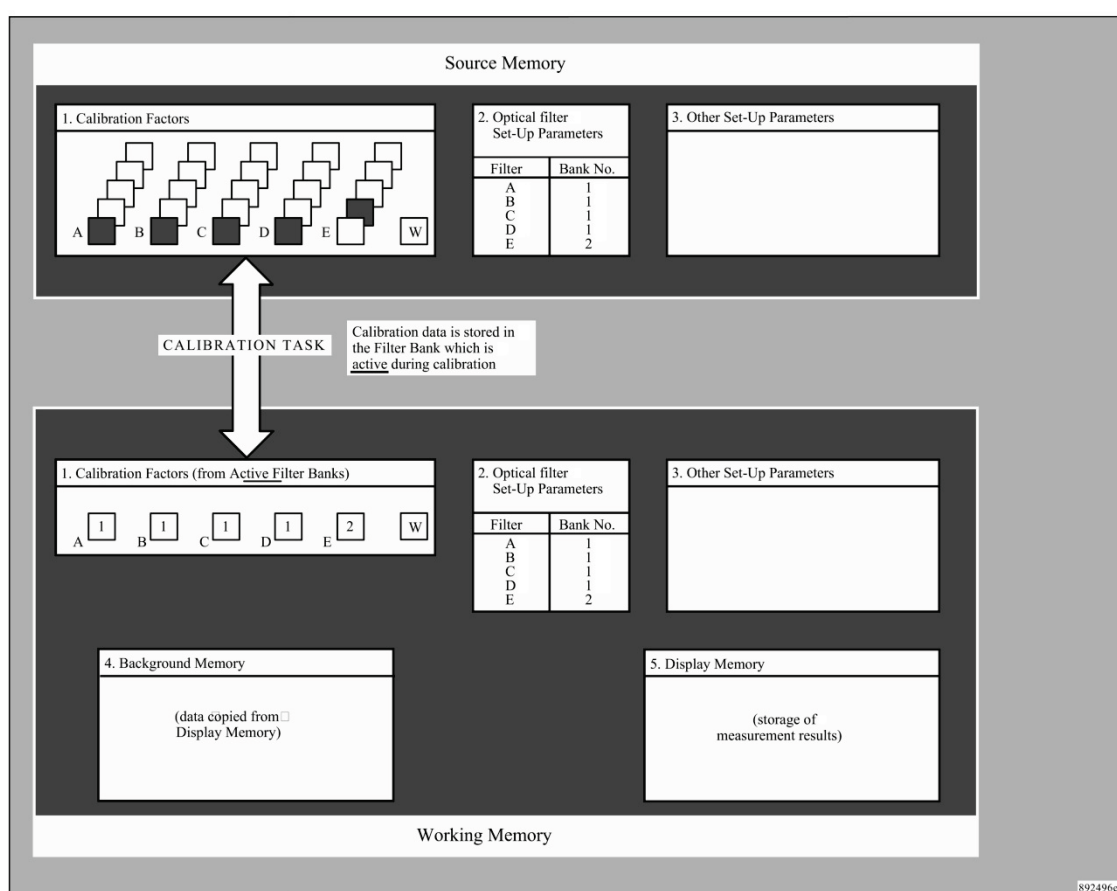 Source Memory
1. Calibration Factors
A B C D E W
2. Optical filter
Set-Up Parameters
Filter Bank No.
A 1
B 1
C 1
D 1
E 2
3. Other Set-Up Parameters
CALIBRATION TASK
Calibration data is stored in
the Filter Bank which is
active during calibration
1. Calibration Factors (from Active Filter Banks)
A 1 B 1 C 1 D 1 E 2 W
2. Optical filter
Set-Up Parameters
Filter Bank No.
A 1
B 1
C 1
D 1
E 2
3. Other Set-Up Parameters
4. Background Memory
(data copied from
Display Memory)
5. Display Memory
(storage of
measurement results)
Working Memory